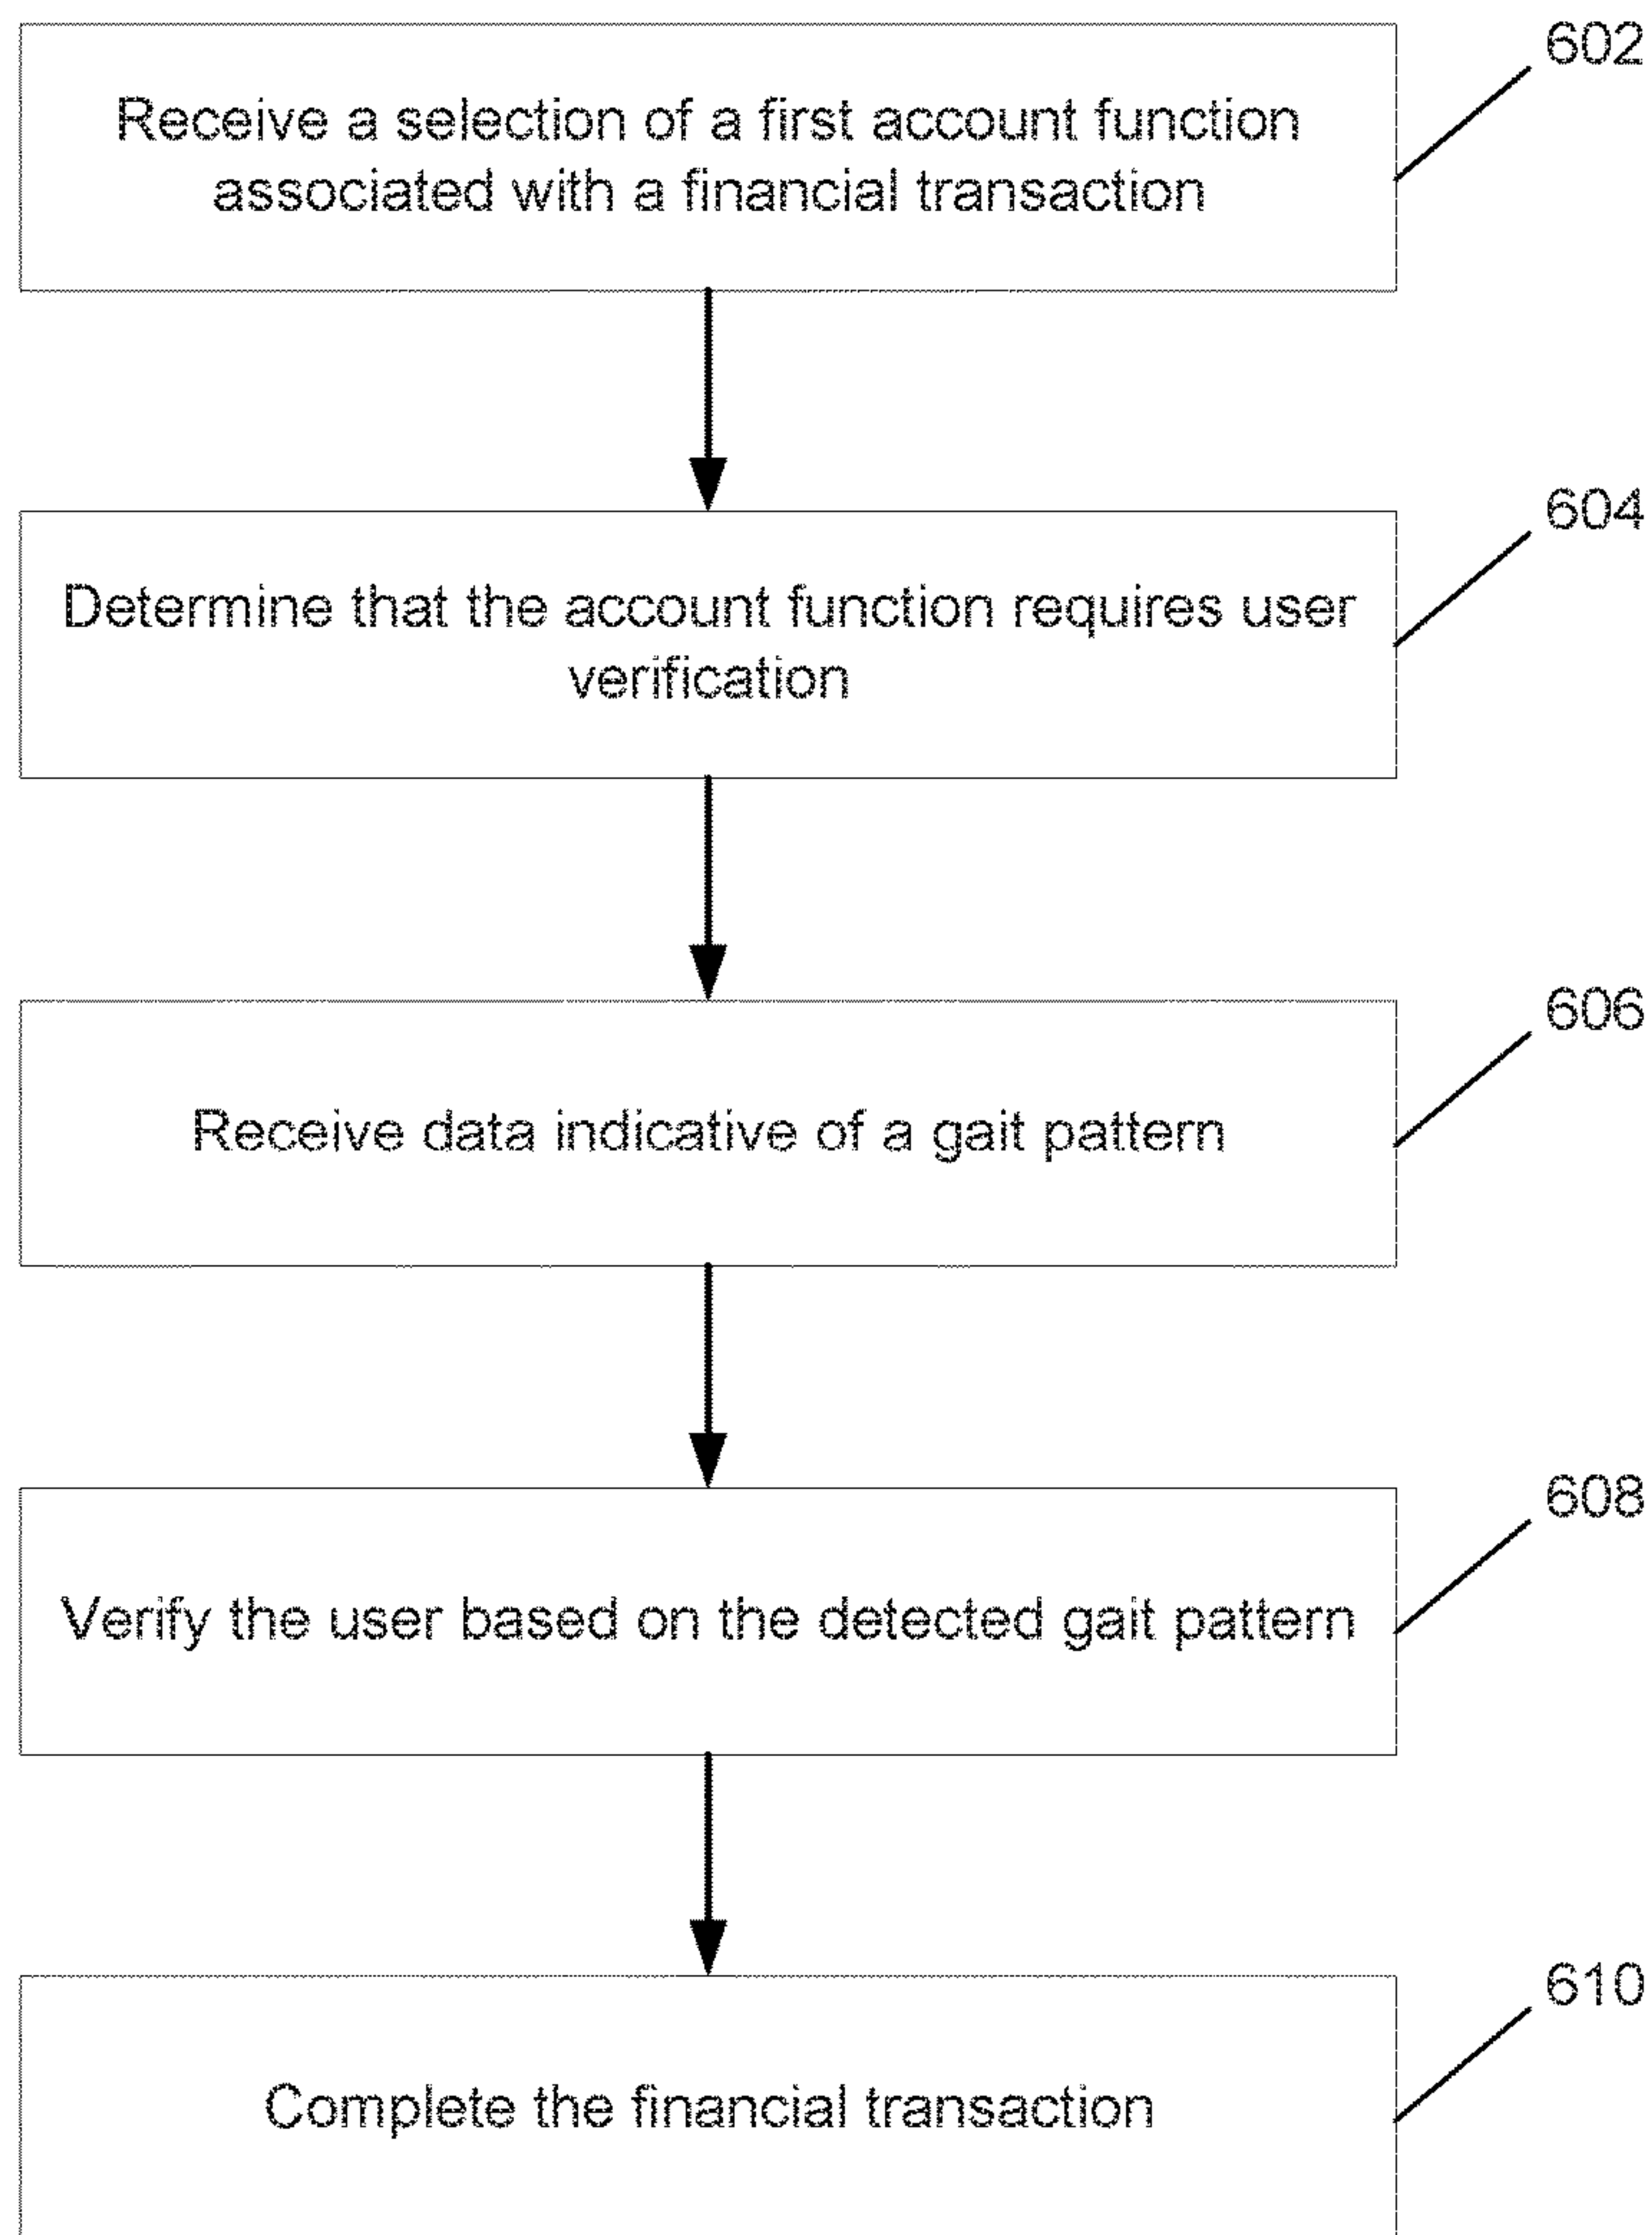 602
Receive a selection of a first account function
associated with a financial transaction
604
Determine that the account function requires user
verification
606
Receive data indicative of a gait pattern
608
Verify the user based on the detected gait pattern
610
Complete the financial transaction